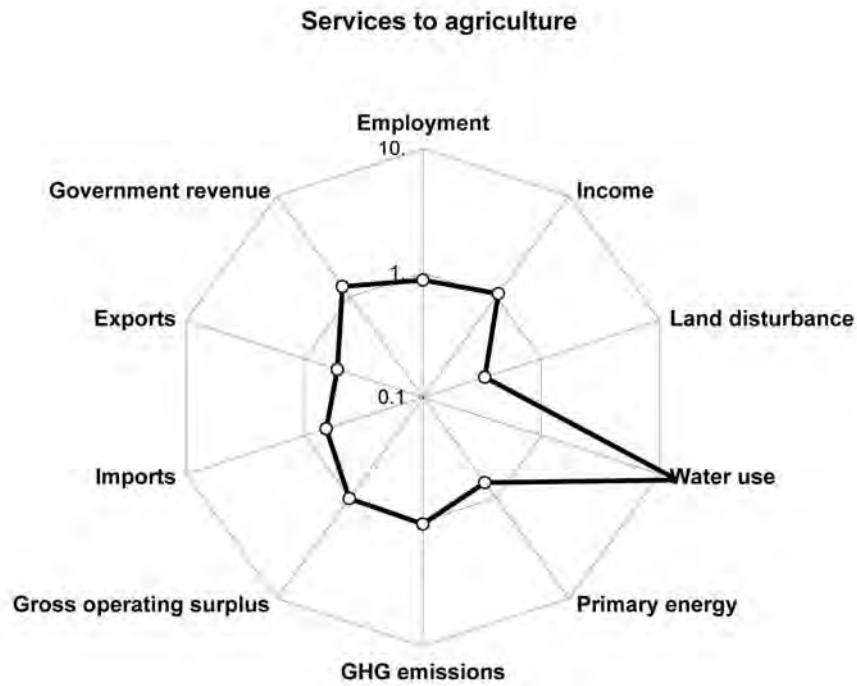 Services to agriculture
Employment
10.
Government revenue
Income
1.
Exports
Land disturbance
0.1
Imports
Water use
Gross operating surplus
Primary energy
GHG emissions